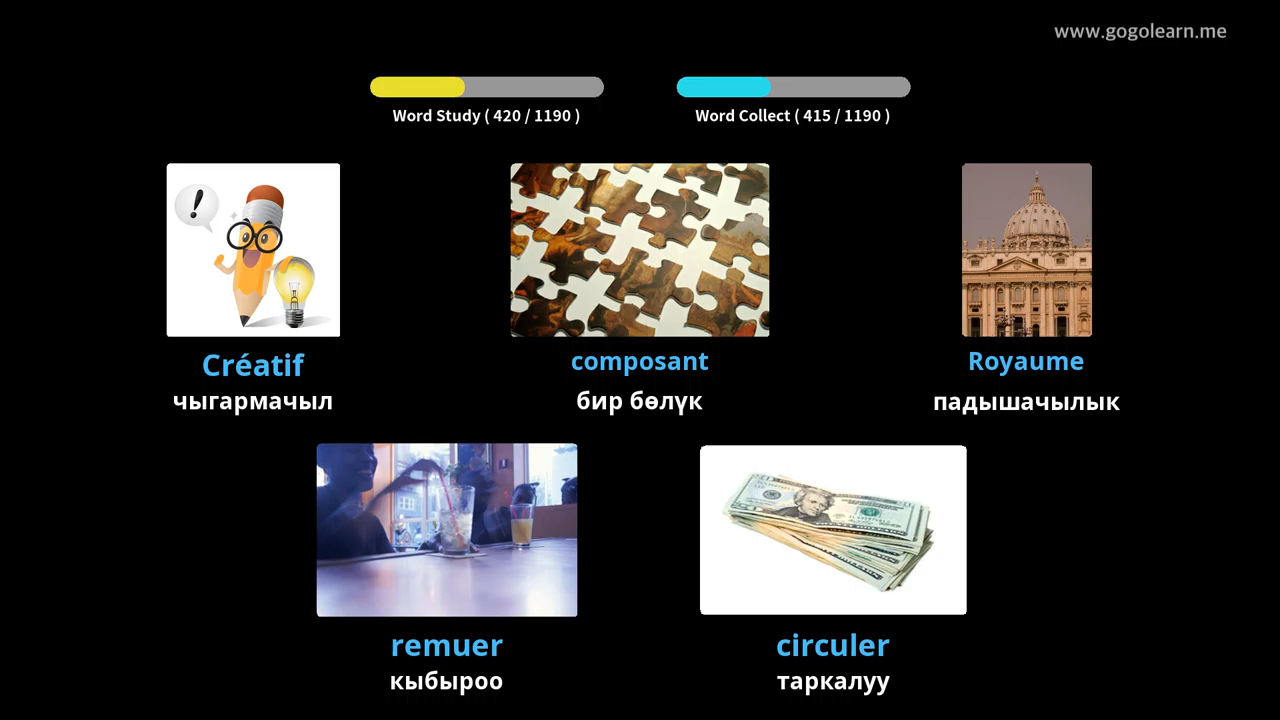 www.gogolearn.me
Word Study ( 420 / 1190 )
Word Collect ( 415 / 1190 )
Créatif
чыгармачыл
composant
бир бөлүк
Royaume
падышачылык
remuer
кыбыроо
circuler
таркалуу